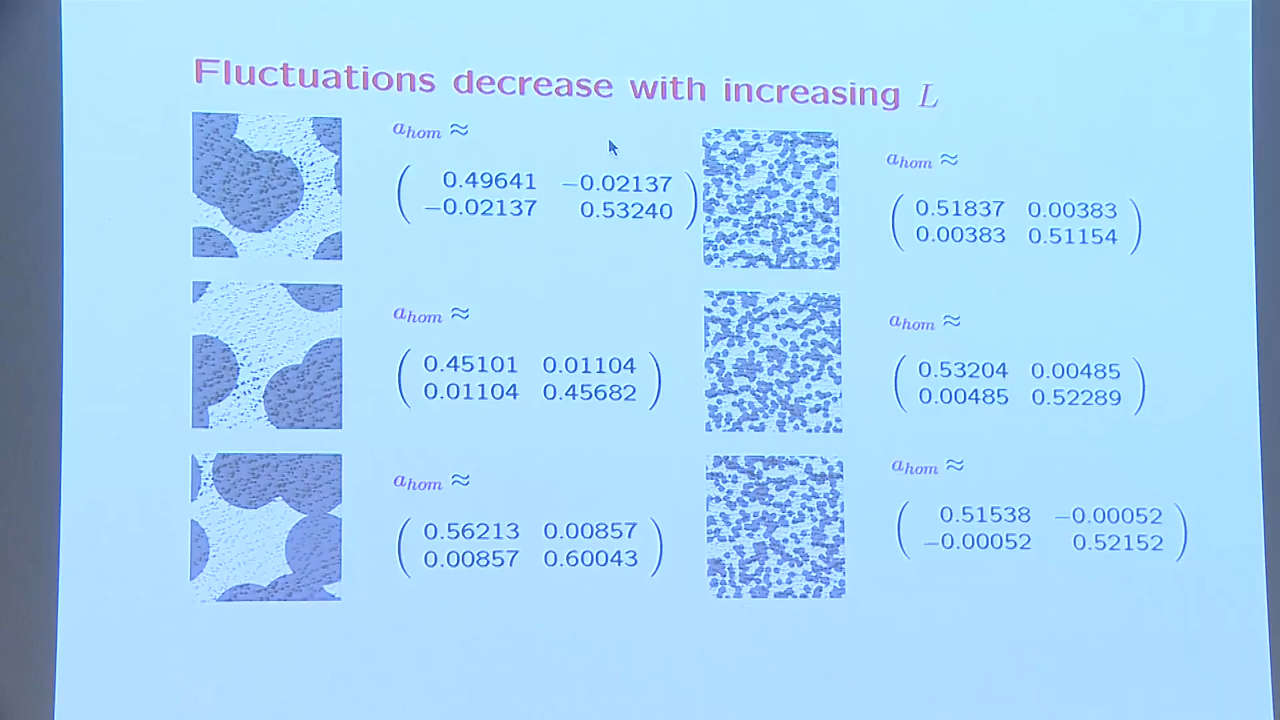 Fluctuations decrease with increasing L
a_hom ≈
0.49641 −0.02137
−0.02137 0.53240
a_hom ≈
0.51837 0.00383
0.00383 0.51154
a_hom ≈
0.45101 0.01104
0.01104 0.45682
a_hom ≈
0.53204 0.00485
0.00485 0.52289
a_hom ≈
0.56213 0.00857
0.00857 0.60043
a_hom ≈
0.51538 −0.00052
−0.00052 0.52152